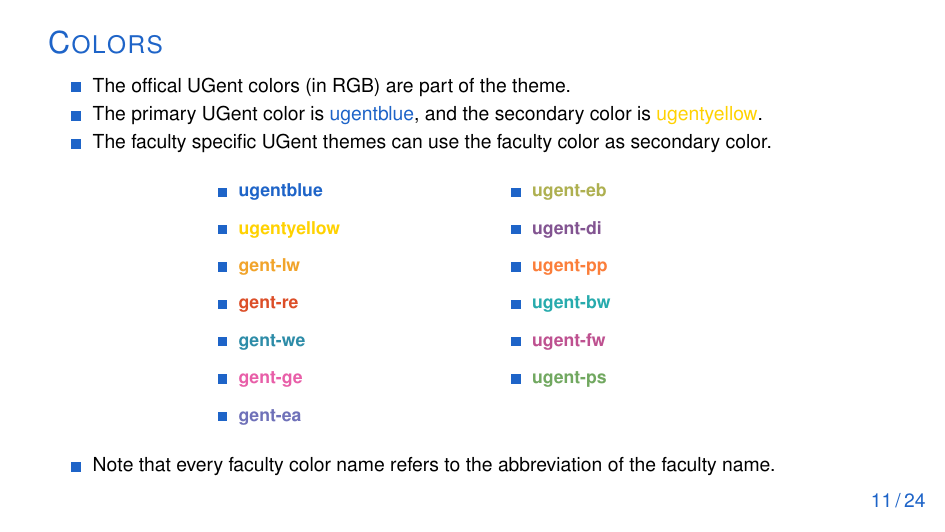 COLORS
The offical UGent colors (in RGB) are part of the theme.
The primary UGent color is ugentblue, and the secondary color is ugentyellow.
The faculty specific UGent themes can use the faculty color as secondary color.
ugentblue
ugentyellow
gent-lw
gent-re
gent-we
gent-ge
gent-ea
ugent-eb
ugent-di
ugent-pp
ugent-bw
ugent-fw
ugent-ps
Note that every faculty color name refers to the abbreviation of the faculty name.
11 / 24